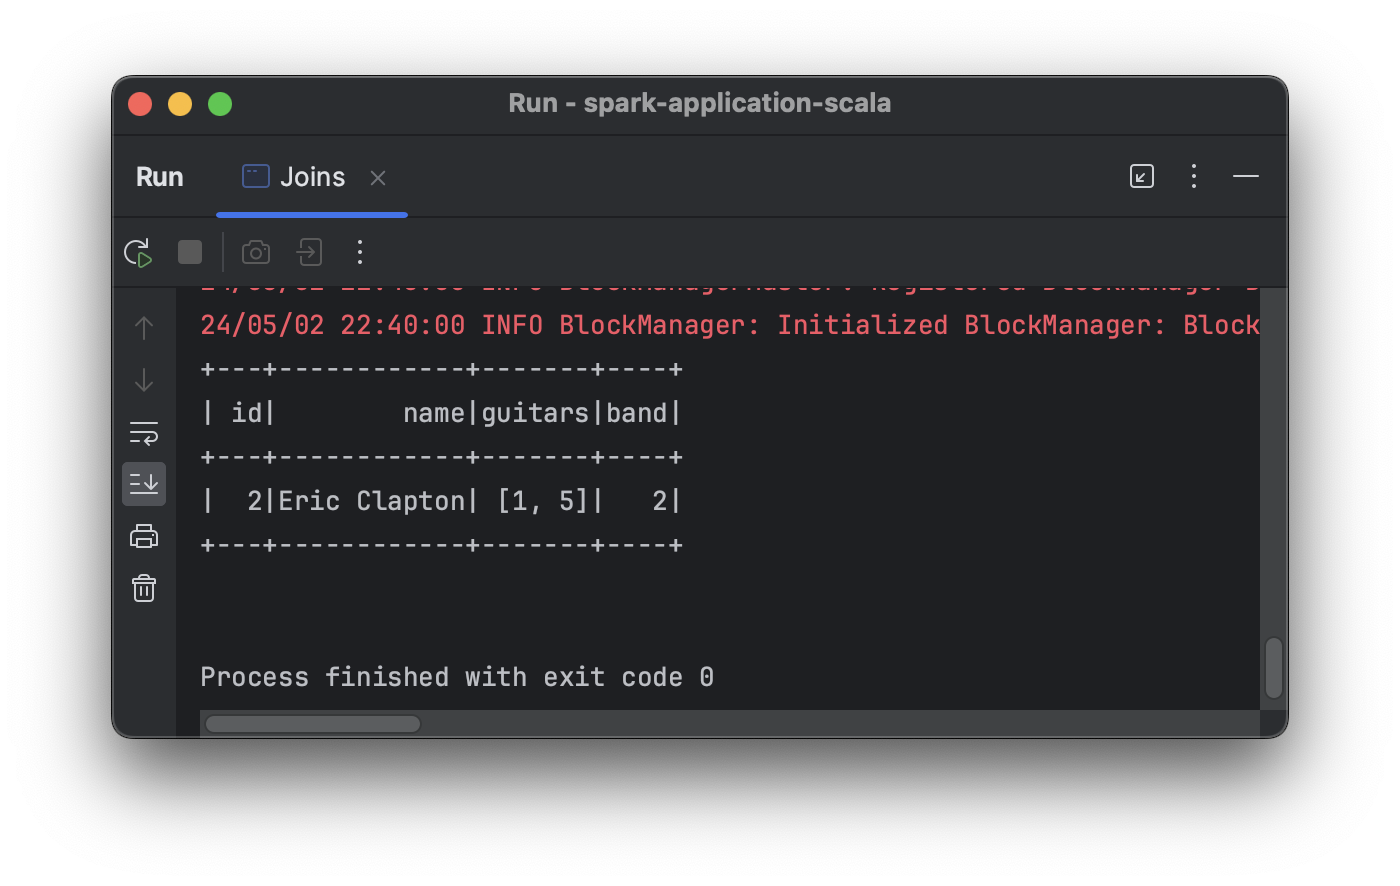 Run - spark-application-scala
Run Joins
24/05/02 22:40:00 INFO BlockManager: Initialized BlockManager: Block
+---+------------+-------+----+
| id|        name|guitars|band|
+---+------------+-------+----+
|  2|Eric Clapton| [1, 5]|   2|
+---+------------+-------+----+
Process finished with exit code 0